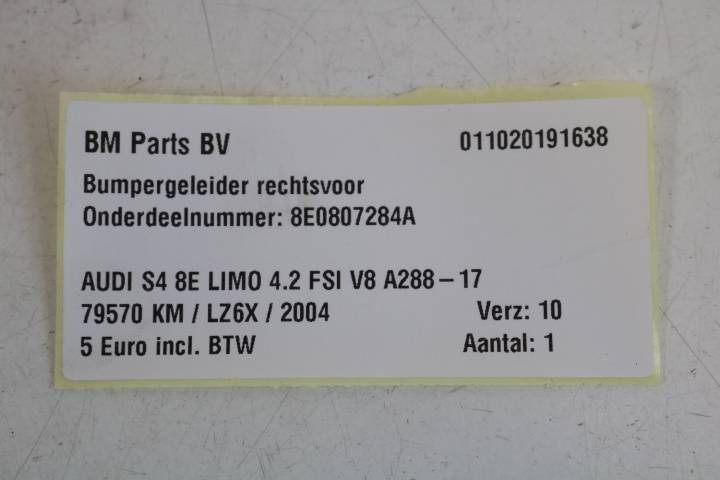 BM Parts BV 011020191638
Bumpergeleider rechtsvoor
Onderdeelnummer: 8E0807284A
AUDI S4 8E LIMO 4.2 FSI V8 A288-17
79570 KM / LZ6X / 2004 Verz: 10
5 Euro incl. BTW Aantal: 1